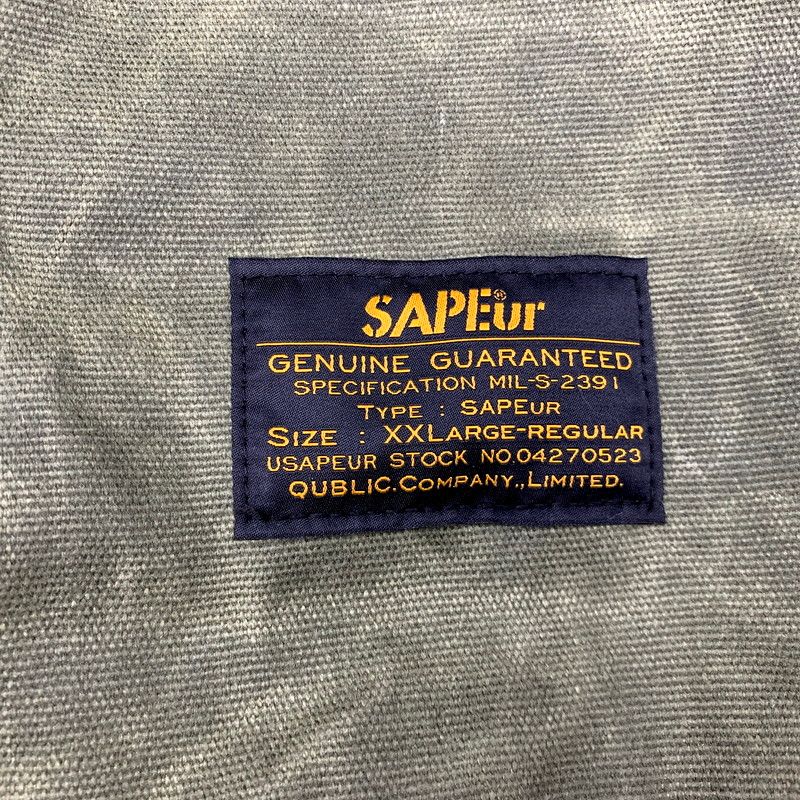 SAPEur®
GENUINE GUARANTEED
SPECIFICATION MIL-S-2391
TYPE : SAPEUR
SIZE : XXLARGE-REGULAR
USAPEUR STOCK NO.04270523
QUBLIC.COMPANY.,LIMITED.